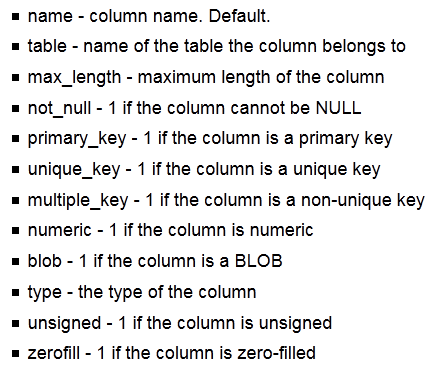 ▪ name - column name. Default.
▪ table - name of the table the column belongs to
▪ max_length - maximum length of the column
▪ not_null - 1 if the column cannot be NULL
▪ primary_key - 1 if the column is a primary key
▪ unique_key - 1 if the column is a unique key
▪ multiple_key - 1 if the column is a non-unique key
▪ numeric - 1 if the column is numeric
▪ blob - 1 if the column is a BLOB
▪ type - the type of the column
▪ unsigned - 1 if the column is unsigned
▪ zerofill - 1 if the column is zero-filled